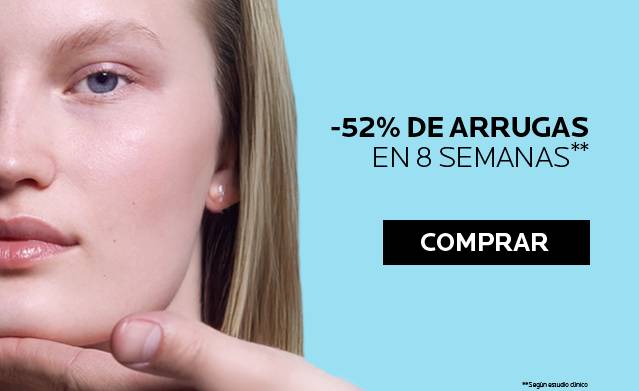 -52% DE ARRUGAS
EN 8 SEMANAS**
COMPRAR
**Según estudio clínico